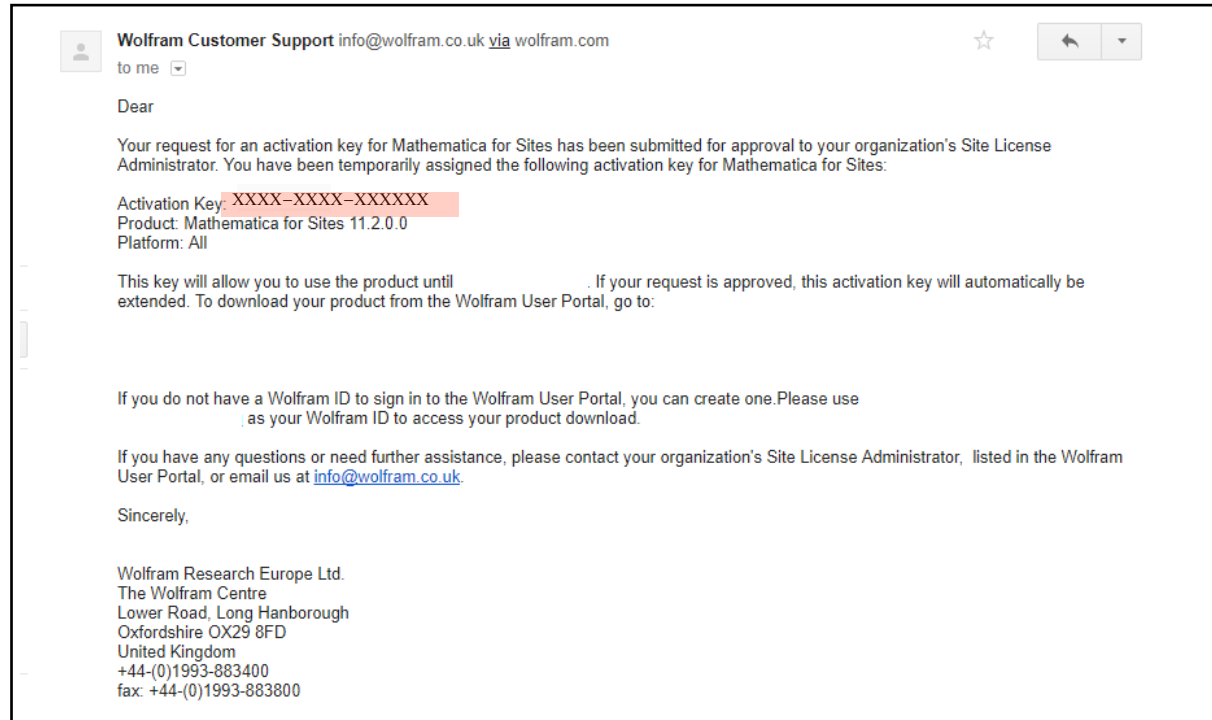 Wolfram Customer Support info@wolfram.co.uk via wolfram.com
to me
Dear
Your request for an activation key for Mathematica for Sites has been submitted for approval to your organization's Site License
Administrator. You have been temporarily assigned the following activation key for Mathematica for Sites:
Activation Key: XXXX-XXXX-XXXXXX
Product: Mathematica for Sites 11.2.0.0
Platform: All
This key will allow you to use the product until . If your request is approved, this activation key will automatically be
extended. To download your product from the Wolfram User Portal, go to:
If you do not have a Wolfram ID to sign in to the Wolfram User Portal, you can create one.Please use
as your Wolfram ID to access your product download.
If you have any questions or need further assistance, please contact your organization's Site License Administrator, listed in the Wolfram
User Portal, or email us at info@wolfram.co.uk.
Sincerely,
Wolfram Research Europe Ltd.
The Wolfram Centre
Lower Road, Long Hanborough
Oxfordshire OX29 8FD
United Kingdom
+44-(0)1993-883400
fax: +44-(0)1993-883800